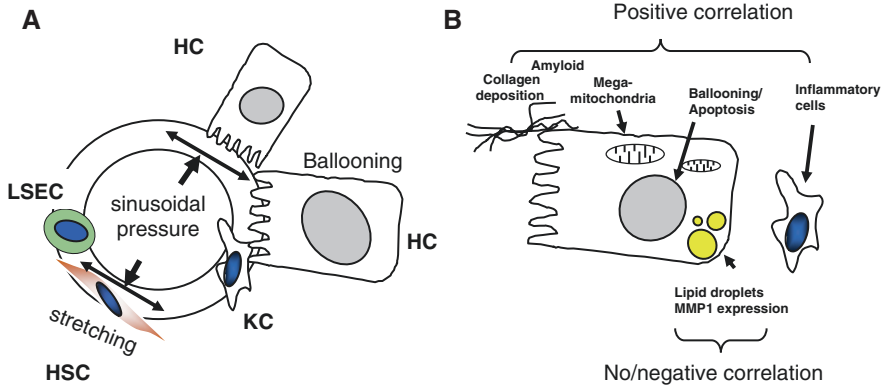 A
HC
Ballooning
LSEC
sinusoidal
pressure
HC
KC
stretching
HSC
B
Positive correlation
Amyloid
Collagen
deposition
Mega-
mitochondria
Ballooning/
Apoptosis
Inflammatory
cells
Lipid droplets
MMP1 expression
No/negative correlation